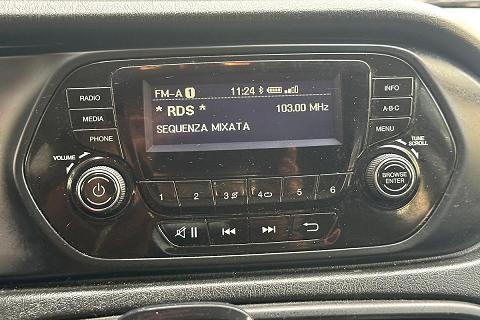 FM-A 1 11:24
* RDS * 103.00 MHz
SEQUENZA MIXATA
RADIO
MEDIA
PHONE
INFO
A-B-C
MENU
VOLUME
TUNE
SCROLL
BROWSE
ENTER
1 2 3 4 5 6